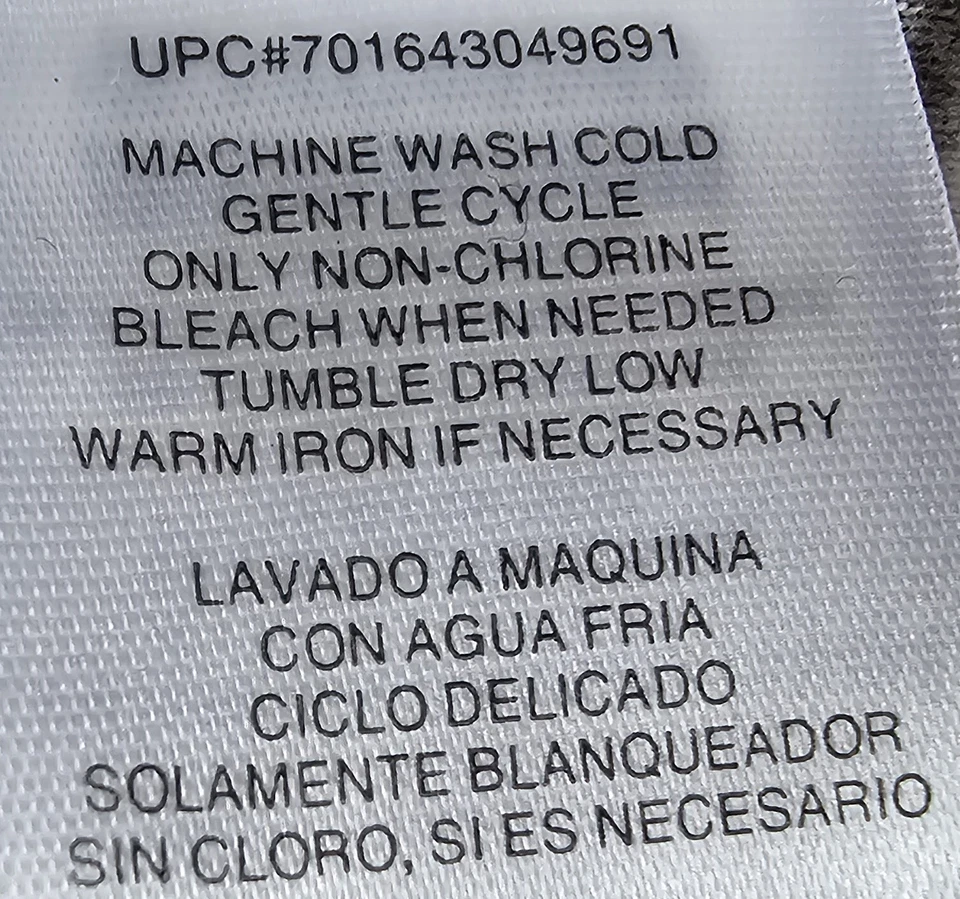 UPC#701643049691
MACHINE WASH COLD
GENTLE CYCLE
ONLY NON-CHLORINE
BLEACH WHEN NEEDED
TUMBLE DRY LOW
WARM IRON IF NECESSARY
LAVADO A MAQUINA
CON AGUA FRIA
CICLO DELICADO
SOLAMENTE BLANQUEADOR
SIN CLORO, SI ES NECESARIO